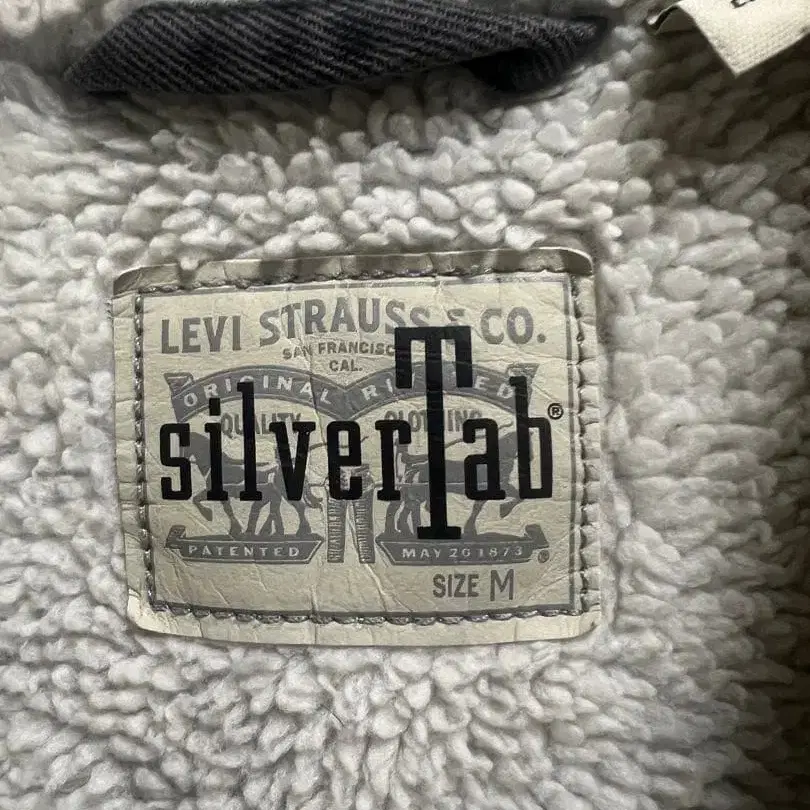 LEVI STRAUSS & CO.
SAN FRANCISCO
CAL.
ORIGINAL RIVETED
QUALITY CLOTHING
silverTab®
PATENTED MAY 20 1873 ®
SIZE M